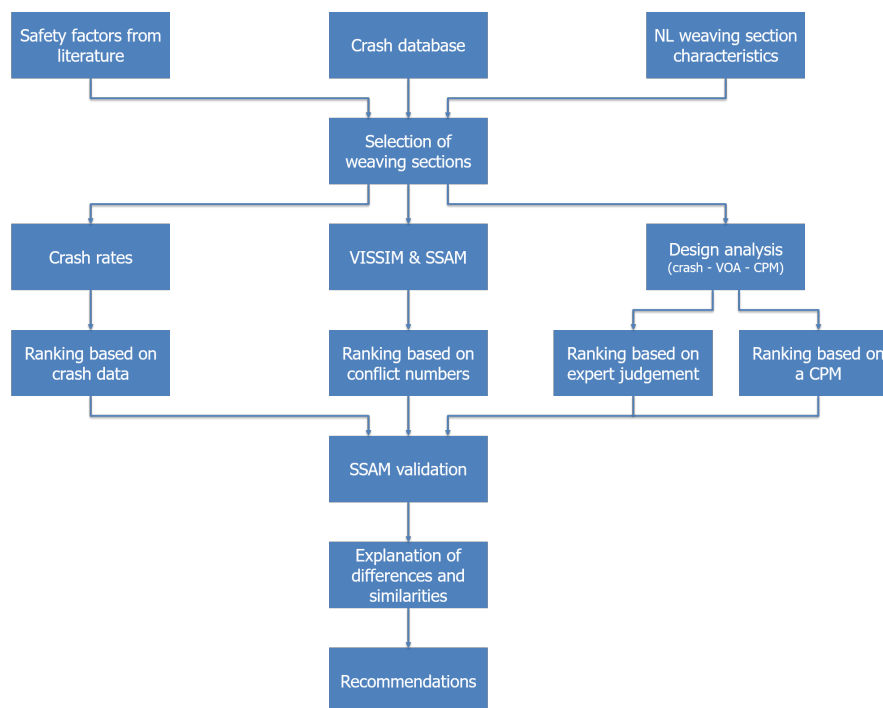 Safety factors from
literature
Crash database
NL weaving section
characteristics
Selection of
weaving sections
Crash rates
VISSIM & SSAM
Design analysis
(crash - VOA - CPM)
Ranking based on
crash data
Ranking based on
conflict numbers
Ranking based on
expert judgement
Ranking based on
a CPM
SSAM validation
Explanation of
differences and
similarities
Recommendations